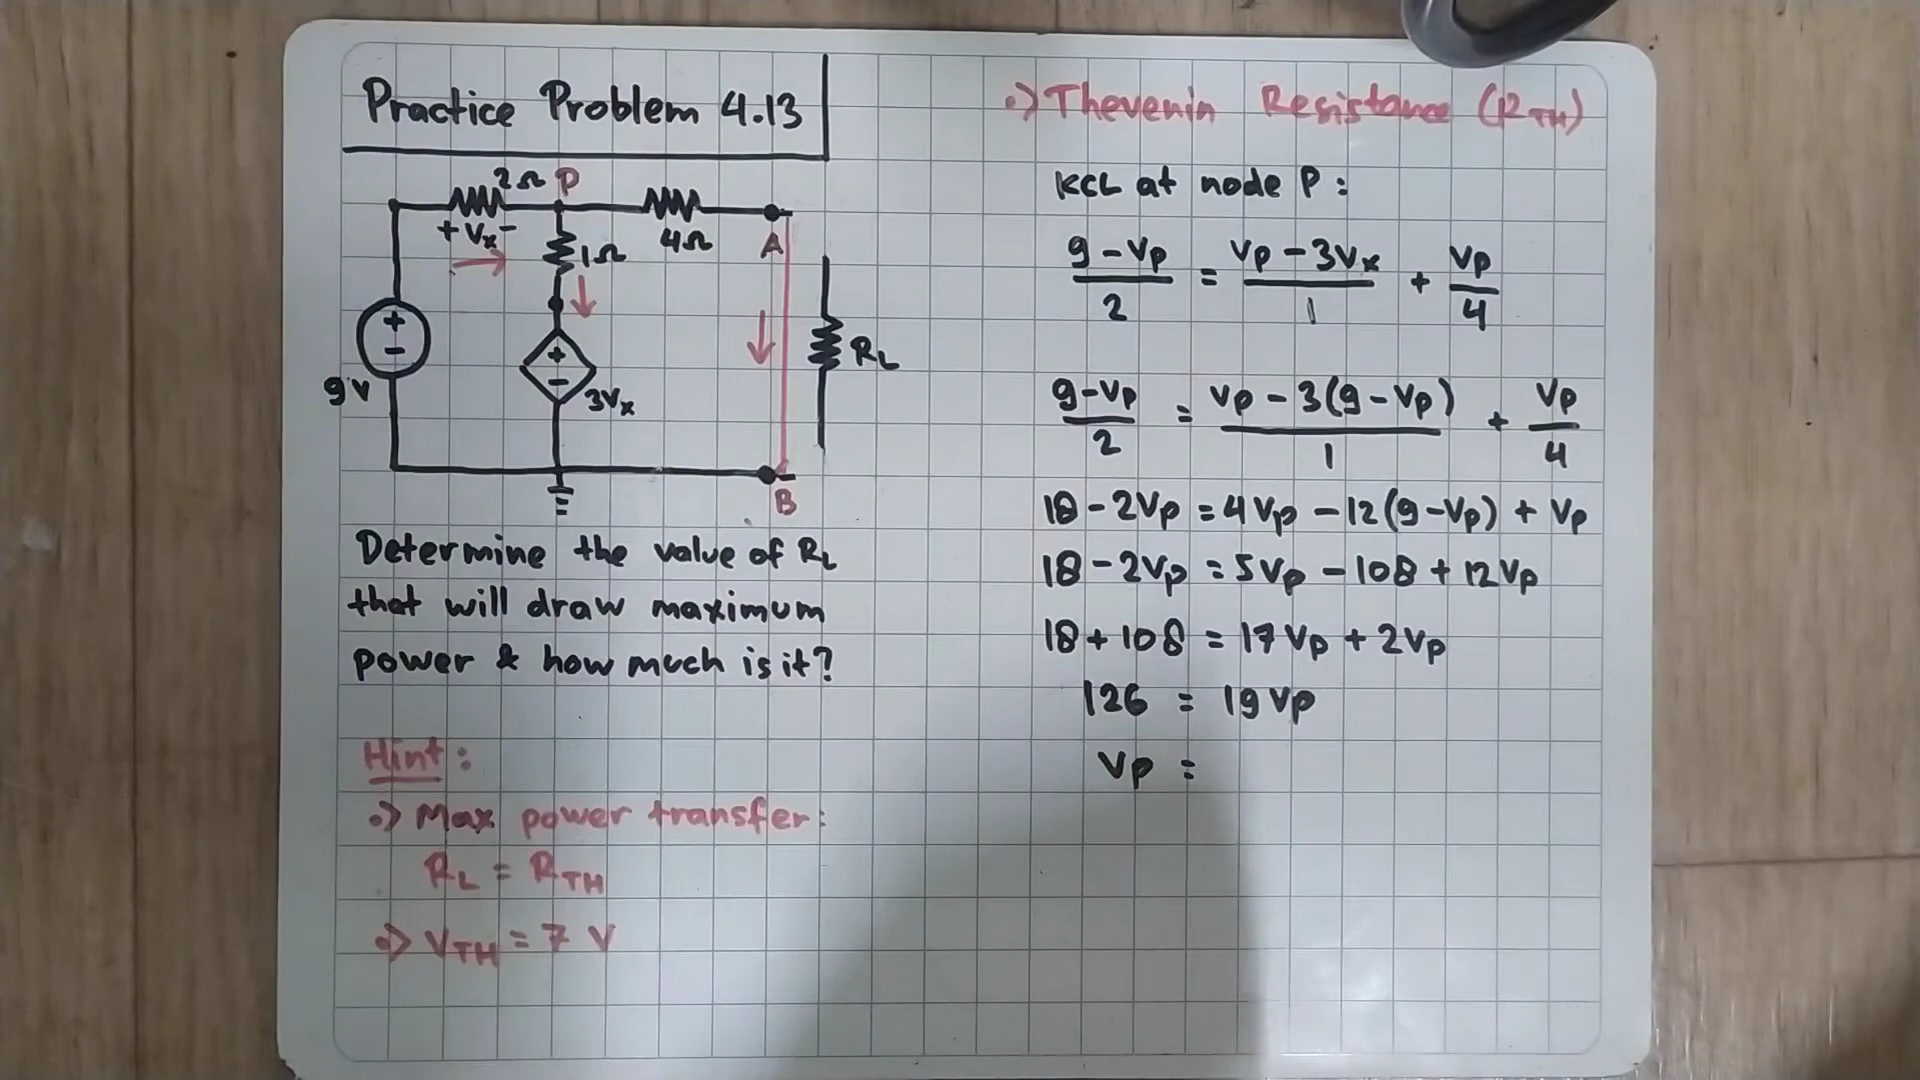 Practice Problem 4.13
2Ω P
+ Vx -
1Ω
4Ω
A
+
-
9V
+
-
3Vx
RL
B
Determine the value of RL
that will draw maximum
power & how much is it?
Hint:
•) Max power transfer:
RL = RTH
•) VTH = 7 V
•) Thevenin Resistance (RTH)
KCL at node P:
9 - Vp / 2 = Vp - 3Vx / 1 + Vp / 4
9 - Vp / 2 = Vp - 3(9 - Vp) / 1 + Vp / 4
18 - 2Vp = 4Vp - 12(9 - Vp) + Vp
18 - 2Vp = 5Vp - 108 + 12Vp
18 + 108 = 17Vp + 2Vp
126 = 19Vp
Vp =